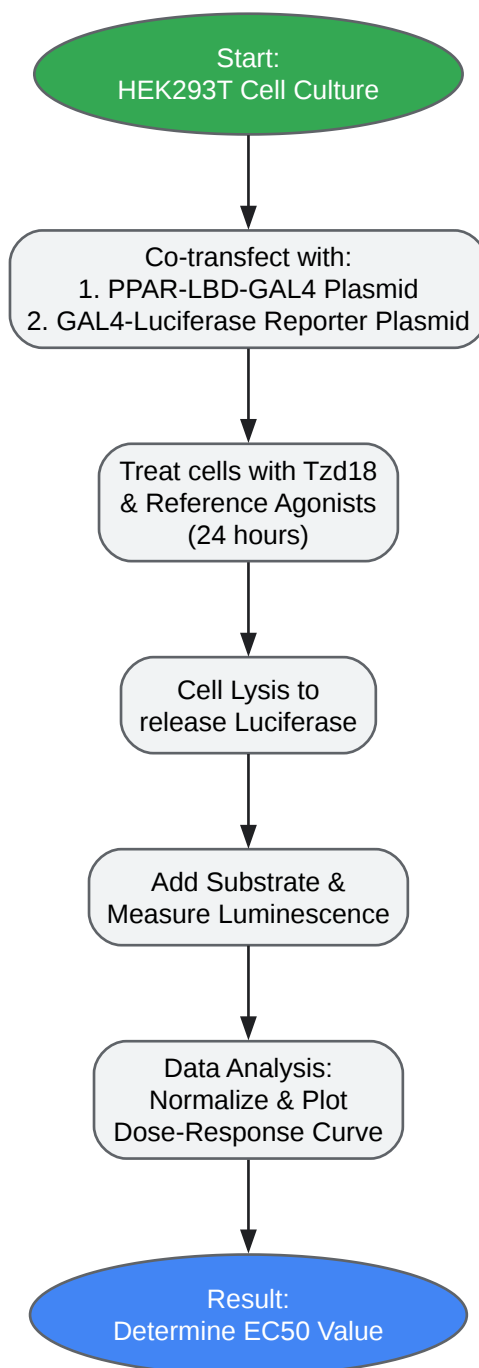 Start:
HEK293T Cell Culture
Co-transfect with:
1. PPAR-LBD-GAL4 Plasmid
2. GAL4-Luciferase Reporter Plasmid
Treat cells with Tzd18
& Reference Agonists
(24 hours)
Cell Lysis to
release Luciferase
Add Substrate &
Measure Luminescence
Data Analysis:
Normalize & Plot
Dose-Response Curve
Result:
Determine EC50 Value